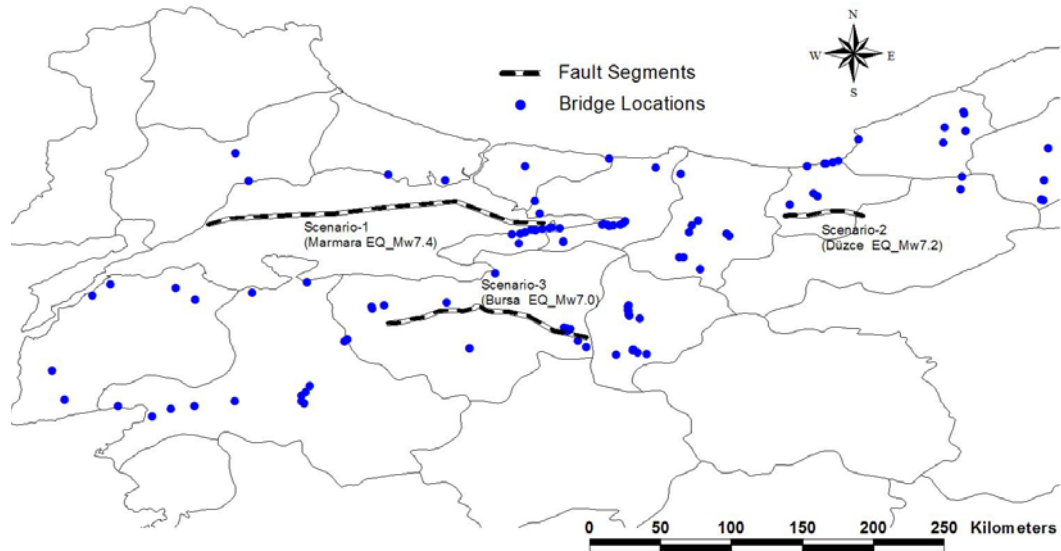 N
W E
S
Fault Segments
Bridge Locations
Scenario-1
(Marmara EQ_Mw7.4)
Scenario-2
(Düzce EQ_Mw7.2)
Scenario-3
(Bursa EQ_Mw7.0)
0 50 100 150 200 250 Kilometers